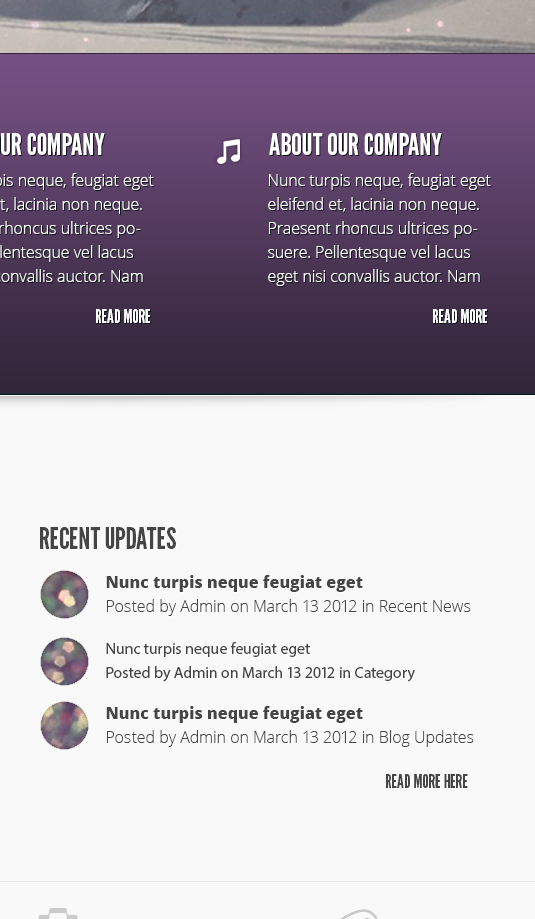 UR COMPANY
is neque, feugiat eget
t, lacinia non neque.
rhoncus ultrices po-
lentesque vel lacus
convallis auctor. Nam
READ MORE
ABOUT OUR COMPANY
Nunc turpis neque, feugiat eget
eleifend et, lacinia non neque.
Praesent rhoncus ultrices po-
suere. Pellentesque vel lacus
eget nisi convallis auctor. Nam
READ MORE
RECENT UPDATES
Nunc turpis neque feugiat eget
Posted by Admin on March 13 2012 in Recent News
Nunc turpis neque feugiat eget
Posted by Admin on March 13 2012 in Category
Nunc turpis neque feugiat eget
Posted by Admin on March 13 2012 in Blog Updates
READ MORE HERE